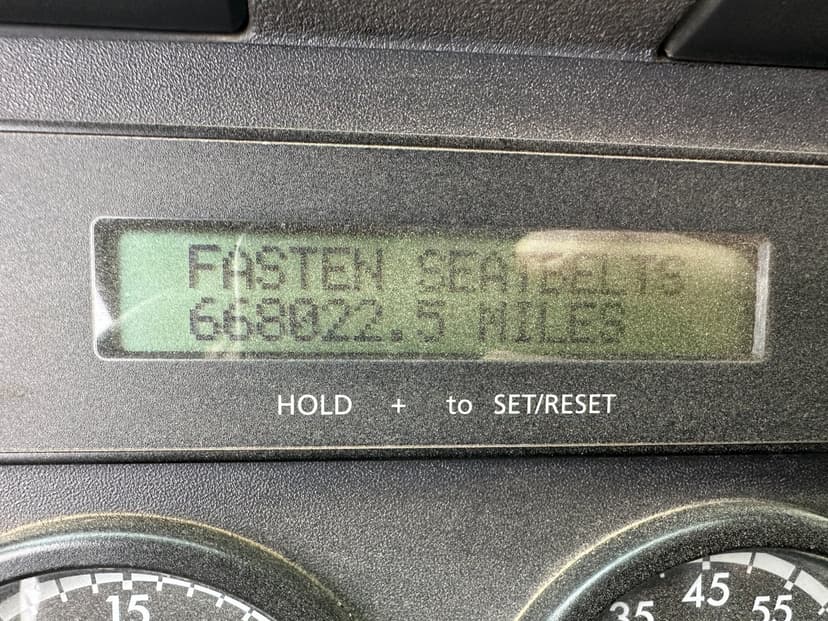 FASTEN SEATBELTS
668022.5 MILES
HOLD + to SET/RESET
15
35 45 55